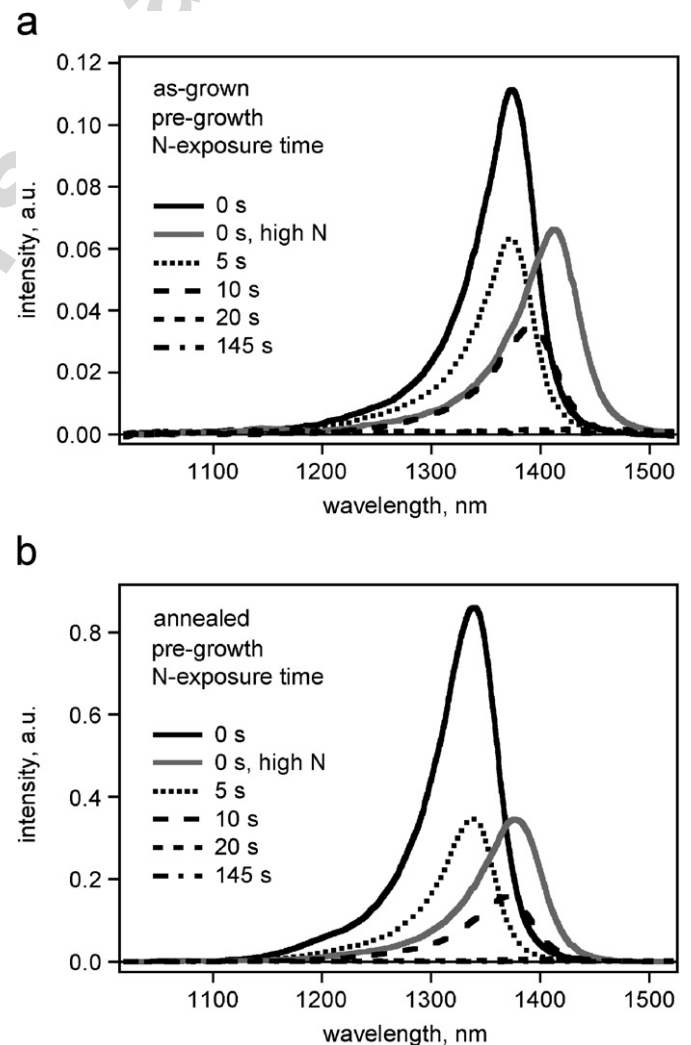 a
0.12
0.10
0.08
0.06
0.04
0.02
0.00
intensity, a.u.
as-grown
pre-growth
N-exposure time
0 s
0 s, high N
5 s
10 s
20 s
145 s
1100 1200 1300 1400 1500
wavelength, nm
b
0.8
0.6
0.4
0.2
0.0
intensity, a.u.
annealed
pre-growth
N-exposure time
0 s
0 s, high N
5 s
10 s
20 s
145 s
1100 1200 1300 1400 1500
wavelength, nm